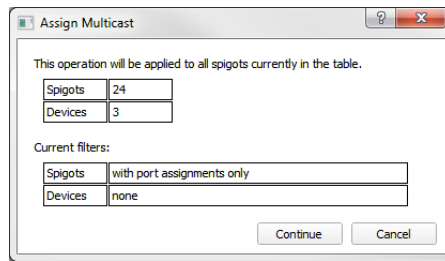 Assign Multicast
This operation will be applied to all spigots currently in the table.
Spigots 24
Devices 3
Current filters:
Spigots with port assignments only
Devices none
Continue Cancel